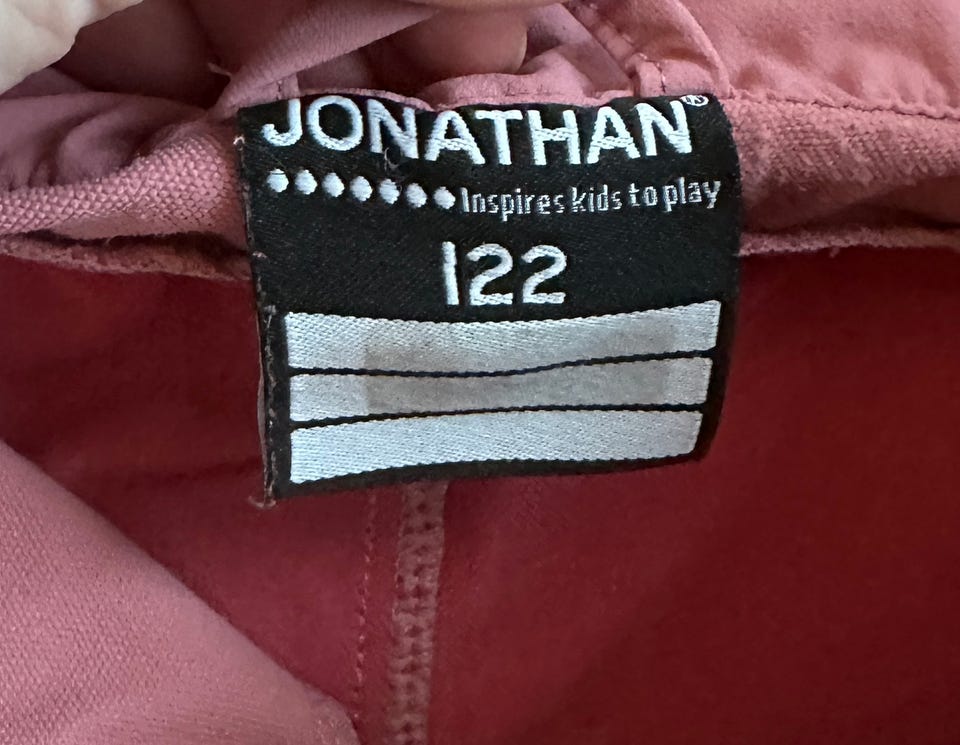 JONATHAN®
Inspires kids to play
122